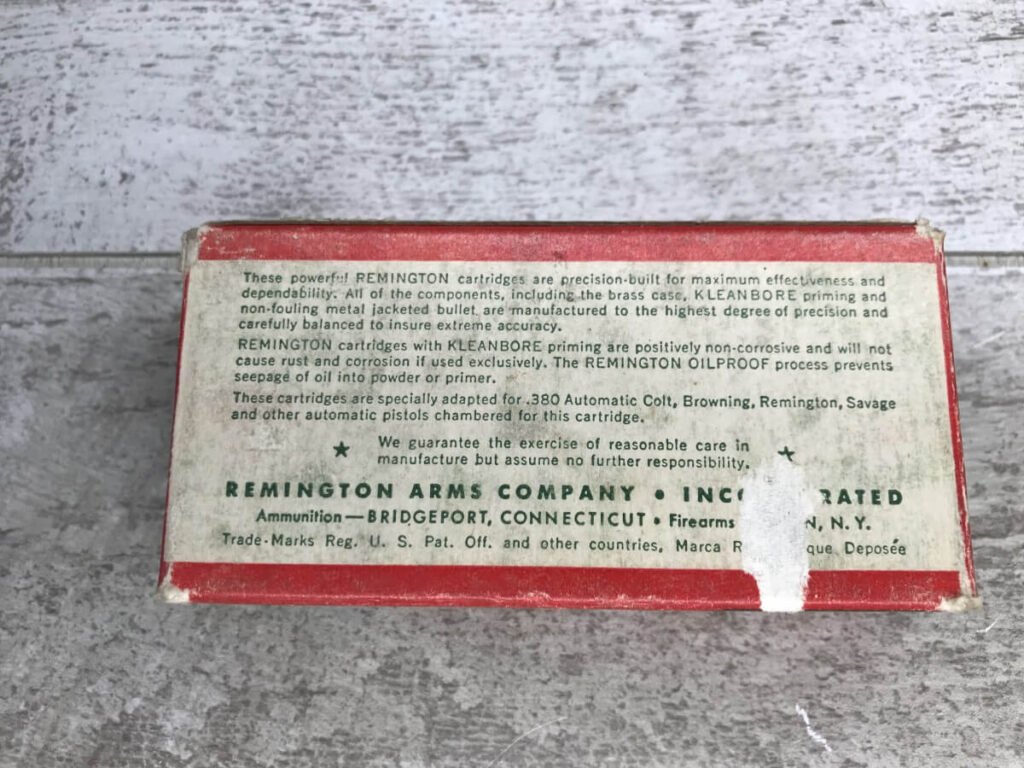 These powerful REMINGTON cartridges are precision-built for maximum effectiveness and
dependability. All of the components, including the brass case, KLEANBORE priming and
non-fouling metal jacketed bullet are manufactured to the highest degree of precision and
carefully balanced to insure extreme accuracy.
REMINGTON cartridges with KLEANBORE priming are positively non-corrosive and will not
cause rust and corrosion if used exclusively. The REMINGTON OILPROOF process prevents
seepage of oil into powder or primer.
These cartridges are specially adapted for .380 Automatic Colt, Browning, Remington, Savage
and other automatic pistols chambered for this cartridge.
★ We guarantee the exercise of reasonable care in ★
manufacture but assume no further responsibility.
REMINGTON ARMS COMPANY • INC RATED
Ammunition—BRIDGEPORT, CONNECTICUT • Firearms N, N. Y.
Trade-Marks Reg. U. S. Pat. Off. and other countries, Marca R que Deposée